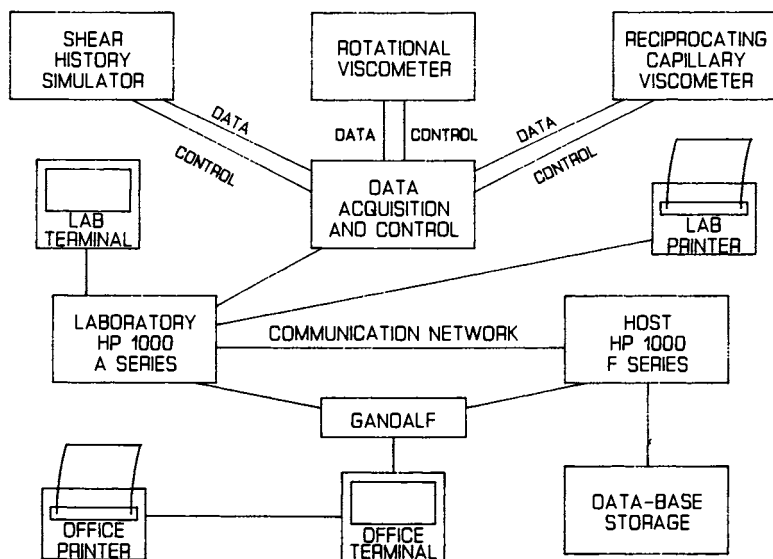 SHEAR
HISTORY
SIMULATOR
ROTATIONAL
VISCOMETER
RECIPROCATING
CAPILLARY
VISCOMETER
DATA
CONTROL
DATA
CONTROL
DATA
CONTROL
LAB
TERMINAL
DATA
ACQUISITION
AND CONTROL
LAB
PRINTER
LABORATORY
HP 1000
A SERIES
COMMUNICATION NETWORK
HOST
HP 1000
F SERIES
GANDALF
OFFICE
PRINTER
OFFICE
TERMINAL
DATA-BASE
STORAGE